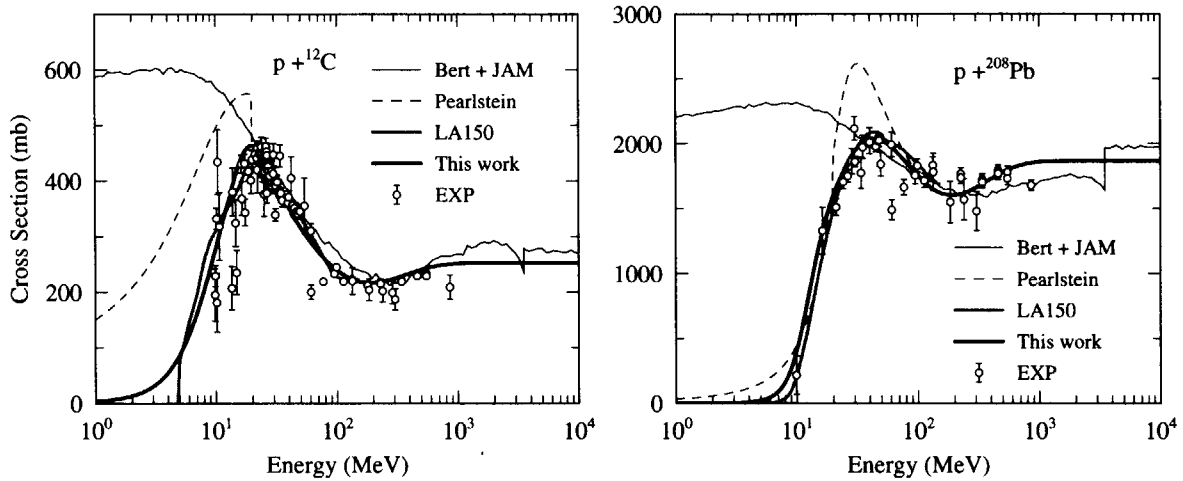 p + ¹²C
Bert + JAM
Pearlstein
LA150
This work
EXP
600
400
200
0
Cross Section (mb)
10⁰ 10¹ 10² 10³ 10⁴
Energy (MeV)
p + ²⁰⁸Pb
Bert + JAM
Pearlstein
LA150
This work
EXP
3000
2000
1000
0
10⁰ 10¹ 10² 10³ 10⁴
Energy (MeV)